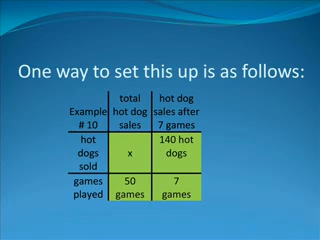 One way to set this up is as follows:
Example # 10
total hot dog sales
hot dog sales after 7 games
hot dogs sold
x
140 hot dogs
games played
50 games
7 games